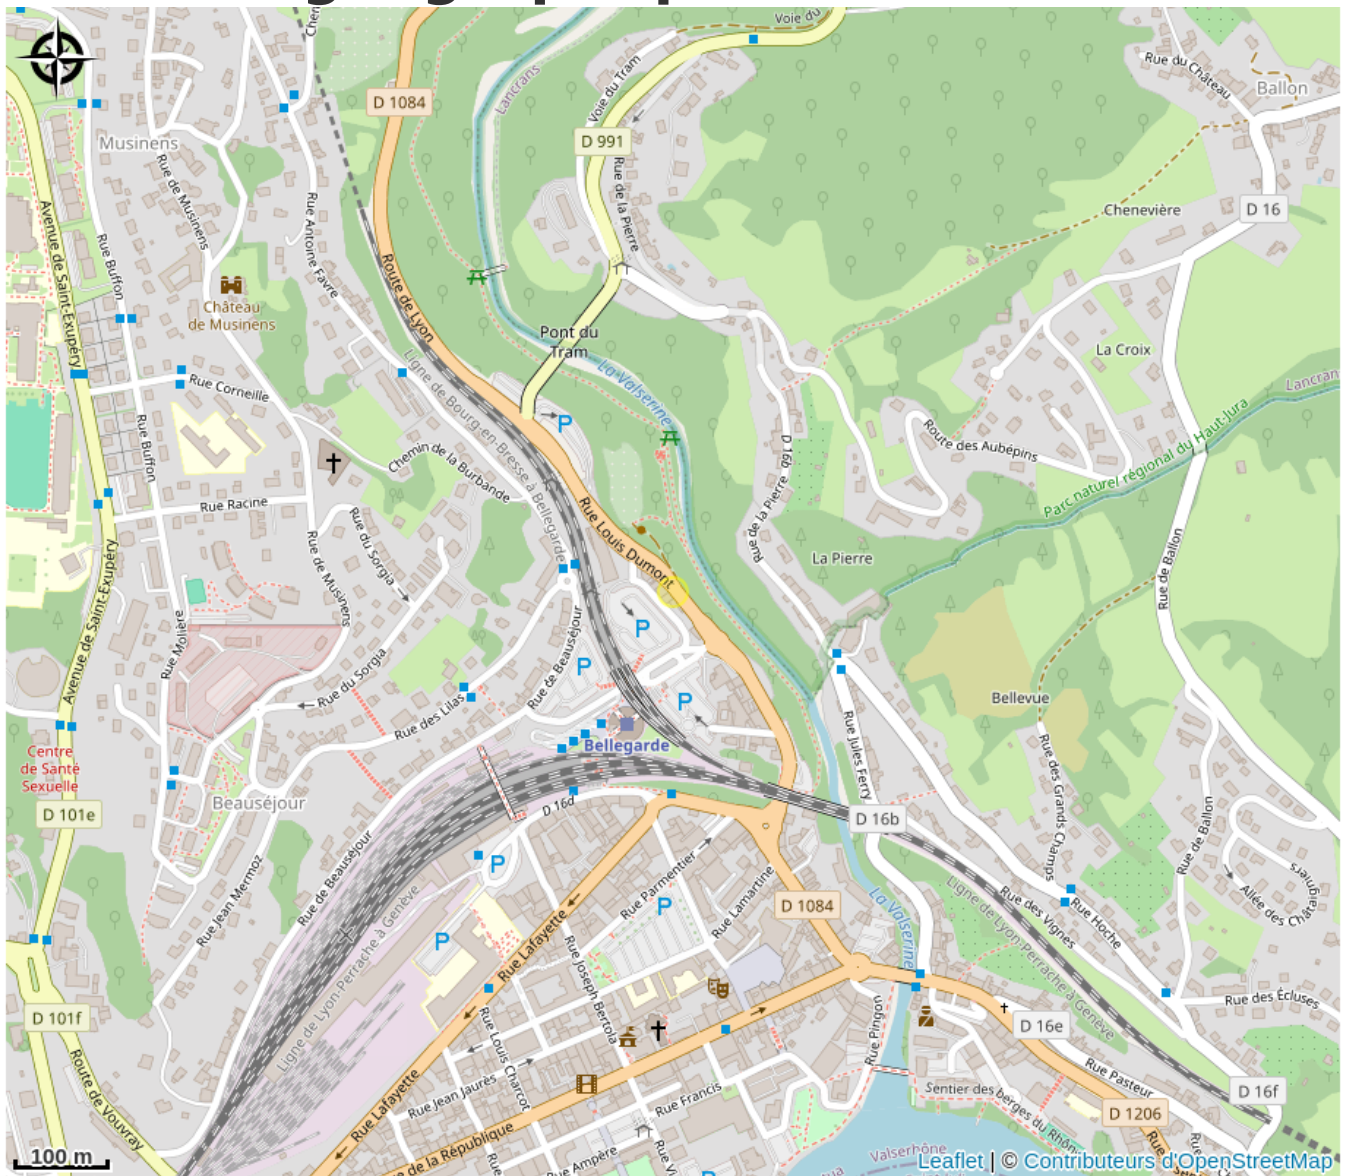 Voie du
Chen
Rue du Château
Ballon
Lancrans
Voie du Tram
D 1084
D 991
Musinens
Rue de Musinens
Rue Antoine Favre
Rue de la Pierre
Chenevière
D 16
Avenue de Saint-Exupéry
Rue Buffon
Château
de Musinens
Route de Lyon
Pont du
Tram
La Valserine
La Croix
Lancran
Rue Corneille
Ligne de Bourg-en-Bresse à Bellegarde
Parc naturel régional du Haut-Jura
P
Rue Buffon
Chemin de la Burbande
D 16b
Route des Aubépins
Rue Racine
Rue du Sorgia
Rue Louis Dumont
Rue de la Pierre
La Pierre
Rue de Musinens
Rue de Ballon
Avenue de Saint-Exupéry
Rue Molière
P
Rue de Beauséjour
P
Rue du Sorgia
Rue des Lilas
P
Bellevue
Bellegarde
Rue Jules Ferry
Rue des Grands Champs
Centre
de Santé
Sexuelle
Beauséjour
D 101e
D 16d
D 16b
Rue de Ballon
Rue de Beauséjour
P
Rue Parmentier
Rue Jean Mermoz
Rue Lamartine
P
D 1084
La Valserine
Ligne de Lyon-Perrache à Genève
Rue des Vignes
Rue Hoche
Allée des Châtaigniers
P
Rue Lafayette
Ligne de Lyon-Perrache à Genève
Rue Joseph Bertola
D 101f
Rue des Écluses
Rue Louis Charcot
Rue Pingou
D 16e
Route de Vouvray
Rue Jean Jaurès
Rue Lafayette
Rue Francis
Rue Pasteur
Sentier des berges du Rhône
D 16f
D 1206
e de la République
Rue Ampère
Valserhône
100 m
Leaflet | © Contributeurs d'OpenStreetMap